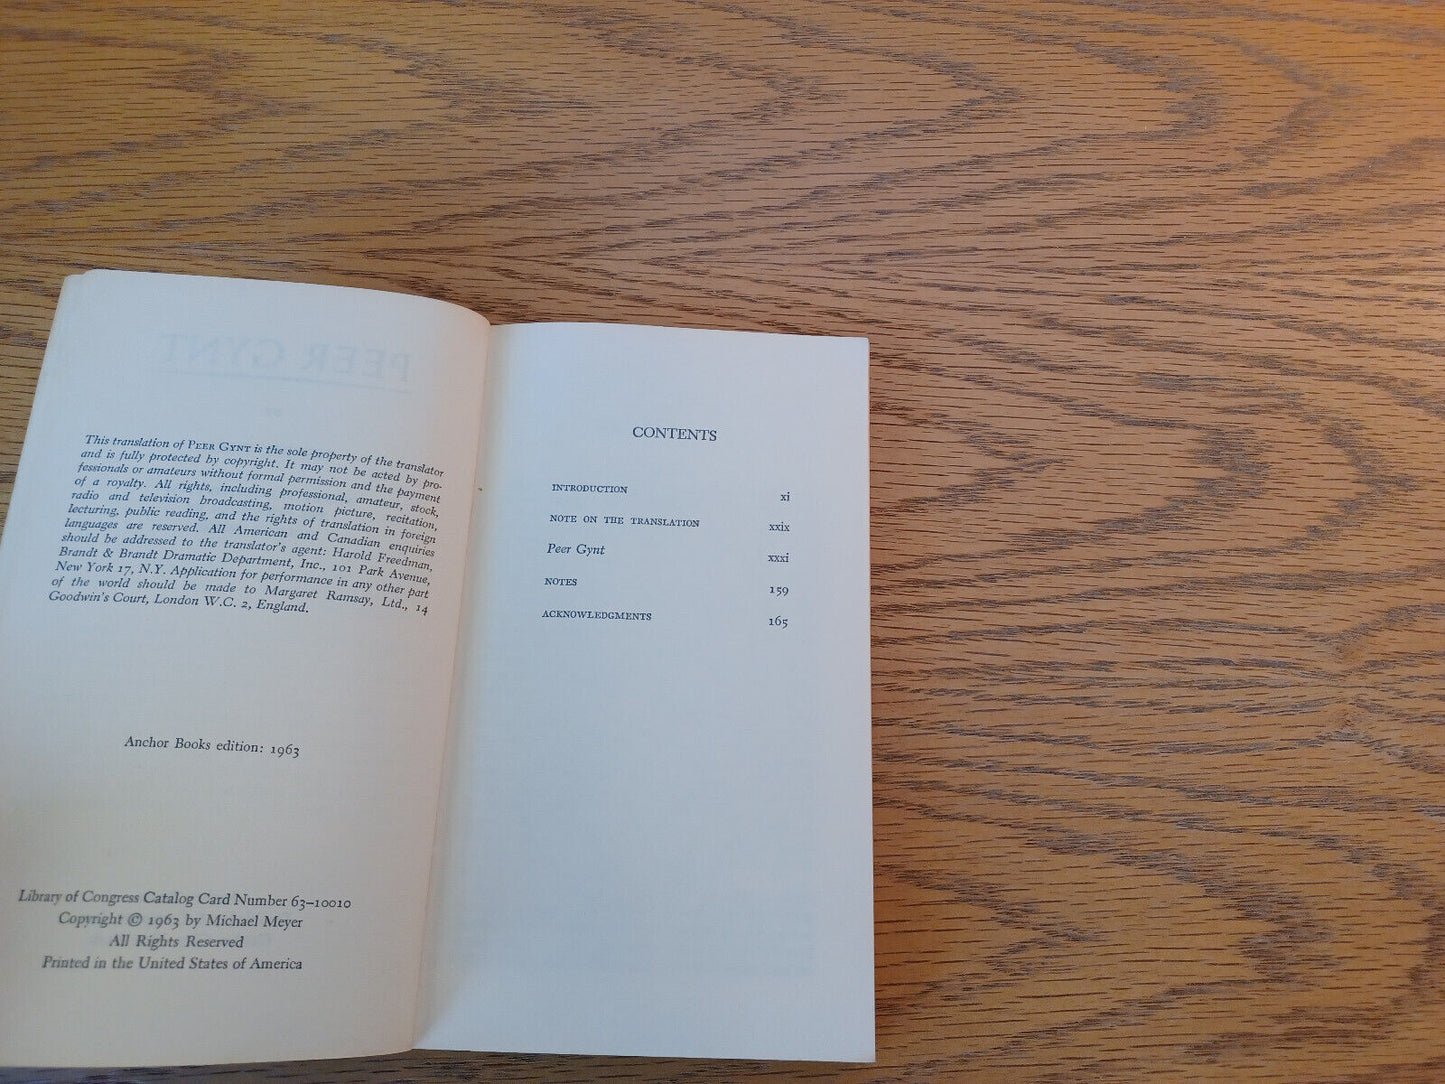 This translation of PEER GYNT is the sole property of the translator
and is fully protected by copyright. It may not be acted by pro-
fessionals or amateurs without formal permission and the payment
of a royalty. All rights, including professional, amateur, stock,
radio and television broadcasting, motion picture, recitation,
lecturing, public reading, and the rights of translation in foreign
languages are reserved. All American and Canadian enquiries
should be addressed to the translator's agent: Harold Freedman,
Brandt & Brandt Dramatic Department, Inc., 101 Park Avenue,
New York 17, N.Y. Application for performance in any other part
of the world should be made to Margaret Ramsay, Ltd., 14
Goodwin's Court, London W.C. 2, England.
Anchor Books edition: 1963
Library of Congress Catalog Card Number 63–10010
Copyright © 1963 by Michael Meyer
All Rights Reserved
Printed in the United States of America
CONTENTS
INTRODUCTION xi
NOTE ON THE TRANSLATION xxix
Peer Gynt xxxi
NOTES 159
ACKNOWLEDGMENTS 165